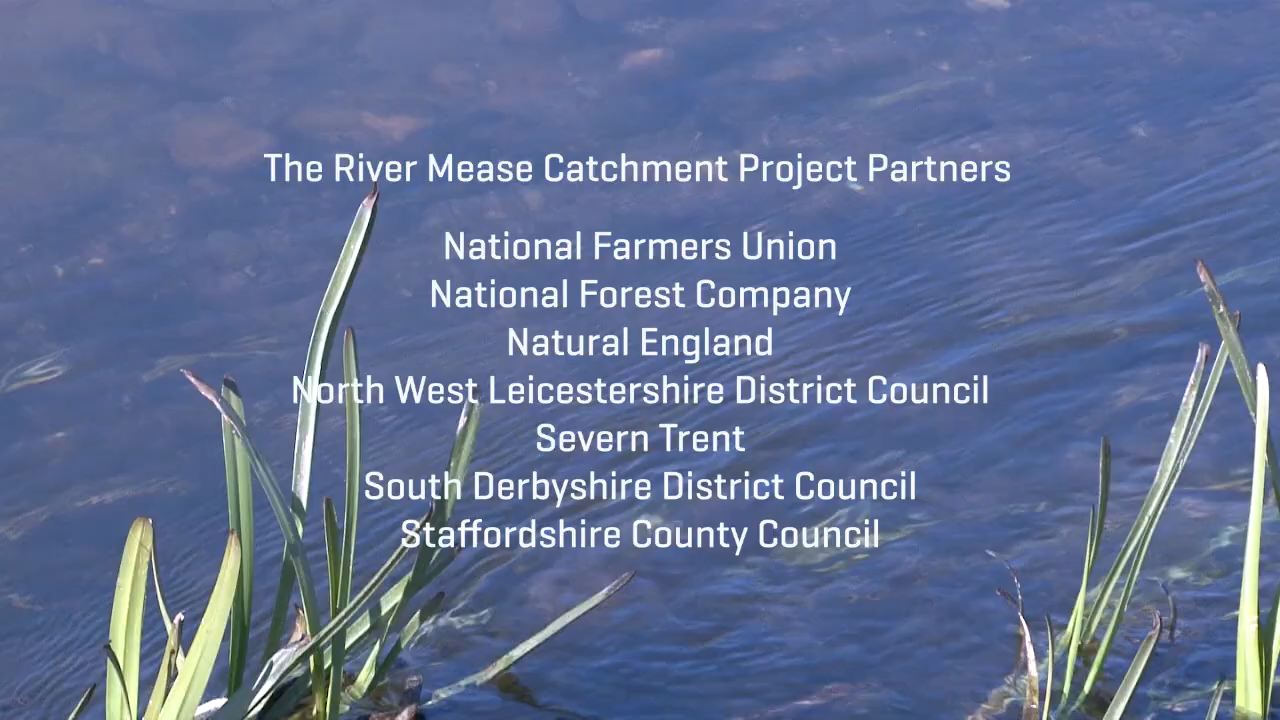 The River Mease Catchment Project Partners
National Farmers Union
National Forest Company
Natural England
North West Leicestershire District Council
Severn Trent
South Derbyshire District Council
Staffordshire County Council